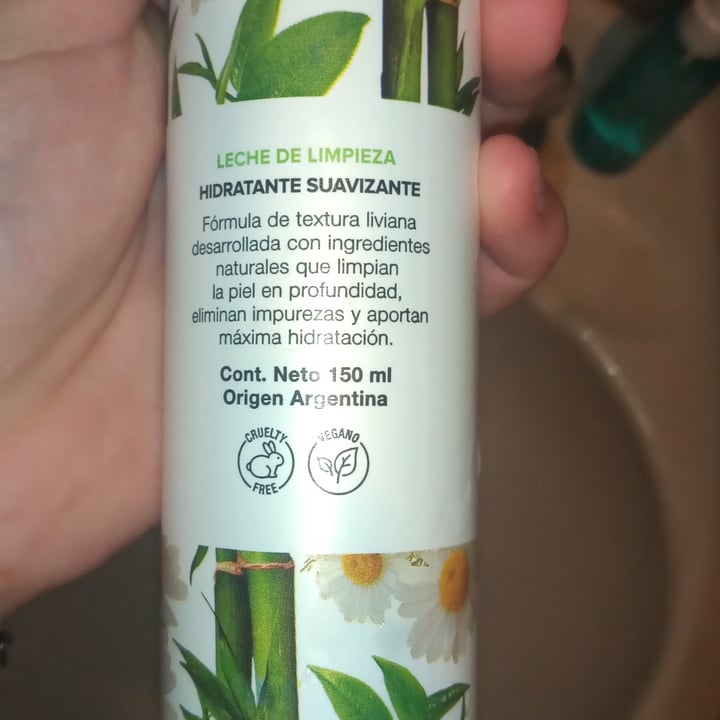 LECHE DE LIMPIEZA
HIDRATANTE SUAVIZANTE
Fórmula de textura liviana
desarrollada con ingredientes
naturales que limpian
la piel en profundidad,
eliminan impurezas y aportan
máxima hidratación.
Cont. Neto 150 ml
Origen Argentina
CRUELTY FREE
VEGANO